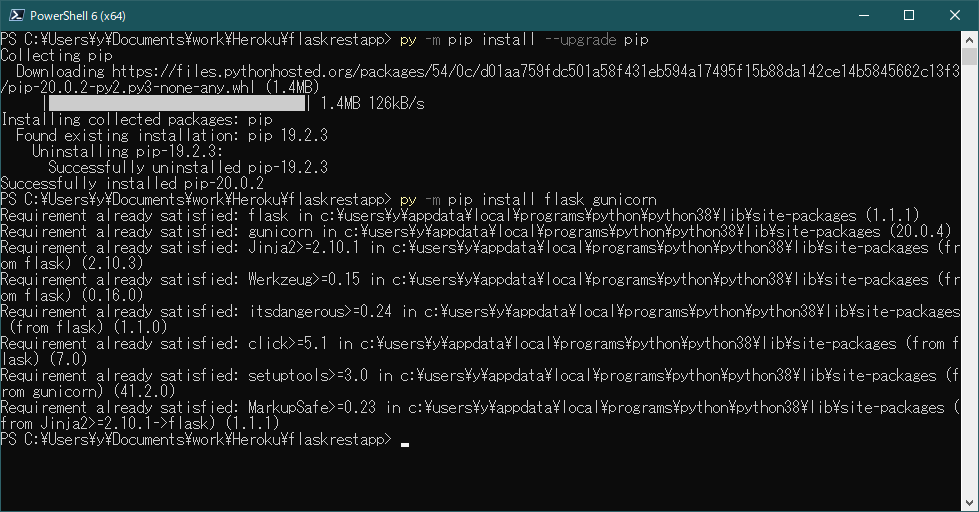 PowerShell 6 (x64)
PS C:¥Users¥y¥Documents¥work¥Heroku¥flaskrestapp> py -m pip install --upgrade pip
Collecting pip
  Downloading https://files.pythonhosted.org/packages/54/0c/d01aa759fdc501a58f431eb594a17495f15b88da142ce14b5845662c13f3
/pip-20.0.2-py2.py3-none-any.whl (1.4MB)
     |████████████████████████████████| 1.4MB 126kB/s
Installing collected packages: pip
  Found existing installation: pip 19.2.3
    Uninstalling pip-19.2.3:
      Successfully uninstalled pip-19.2.3
Successfully installed pip-20.0.2
PS C:¥Users¥y¥Documents¥work¥Heroku¥flaskrestapp> py -m pip install flask gunicorn
Requirement already satisfied: flask in c:¥users¥y¥appdata¥local¥programs¥python¥python38¥lib¥site-packages (1.1.1)
Requirement already satisfied: gunicorn in c:¥users¥y¥appdata¥local¥programs¥python¥python38¥lib¥site-packages (20.0.4)
Requirement already satisfied: Jinja2>=2.10.1 in c:¥users¥y¥appdata¥local¥programs¥python¥python38¥lib¥site-packages (fr
om flask) (2.10.3)
Requirement already satisfied: Werkzeug>=0.15 in c:¥users¥y¥appdata¥local¥programs¥python¥python38¥lib¥site-packages (fr
om flask) (0.16.0)
Requirement already satisfied: itsdangerous>=0.24 in c:¥users¥y¥appdata¥local¥programs¥python¥python38¥lib¥site-packages
 (from flask) (1.1.0)
Requirement already satisfied: click>=5.1 in c:¥users¥y¥appdata¥local¥programs¥python¥python38¥lib¥site-packages (from f
lask) (7.0)
Requirement already satisfied: setuptools>=3.0 in c:¥users¥y¥appdata¥local¥programs¥python¥python38¥lib¥site-packages (f
rom gunicorn) (41.2.0)
Requirement already satisfied: MarkupSafe>=0.23 in c:¥users¥y¥appdata¥local¥programs¥python¥python38¥lib¥site-packages (
from Jinja2>=2.10.1->flask) (1.1.1)
PS C:¥Users¥y¥Documents¥work¥Heroku¥flaskrestapp>